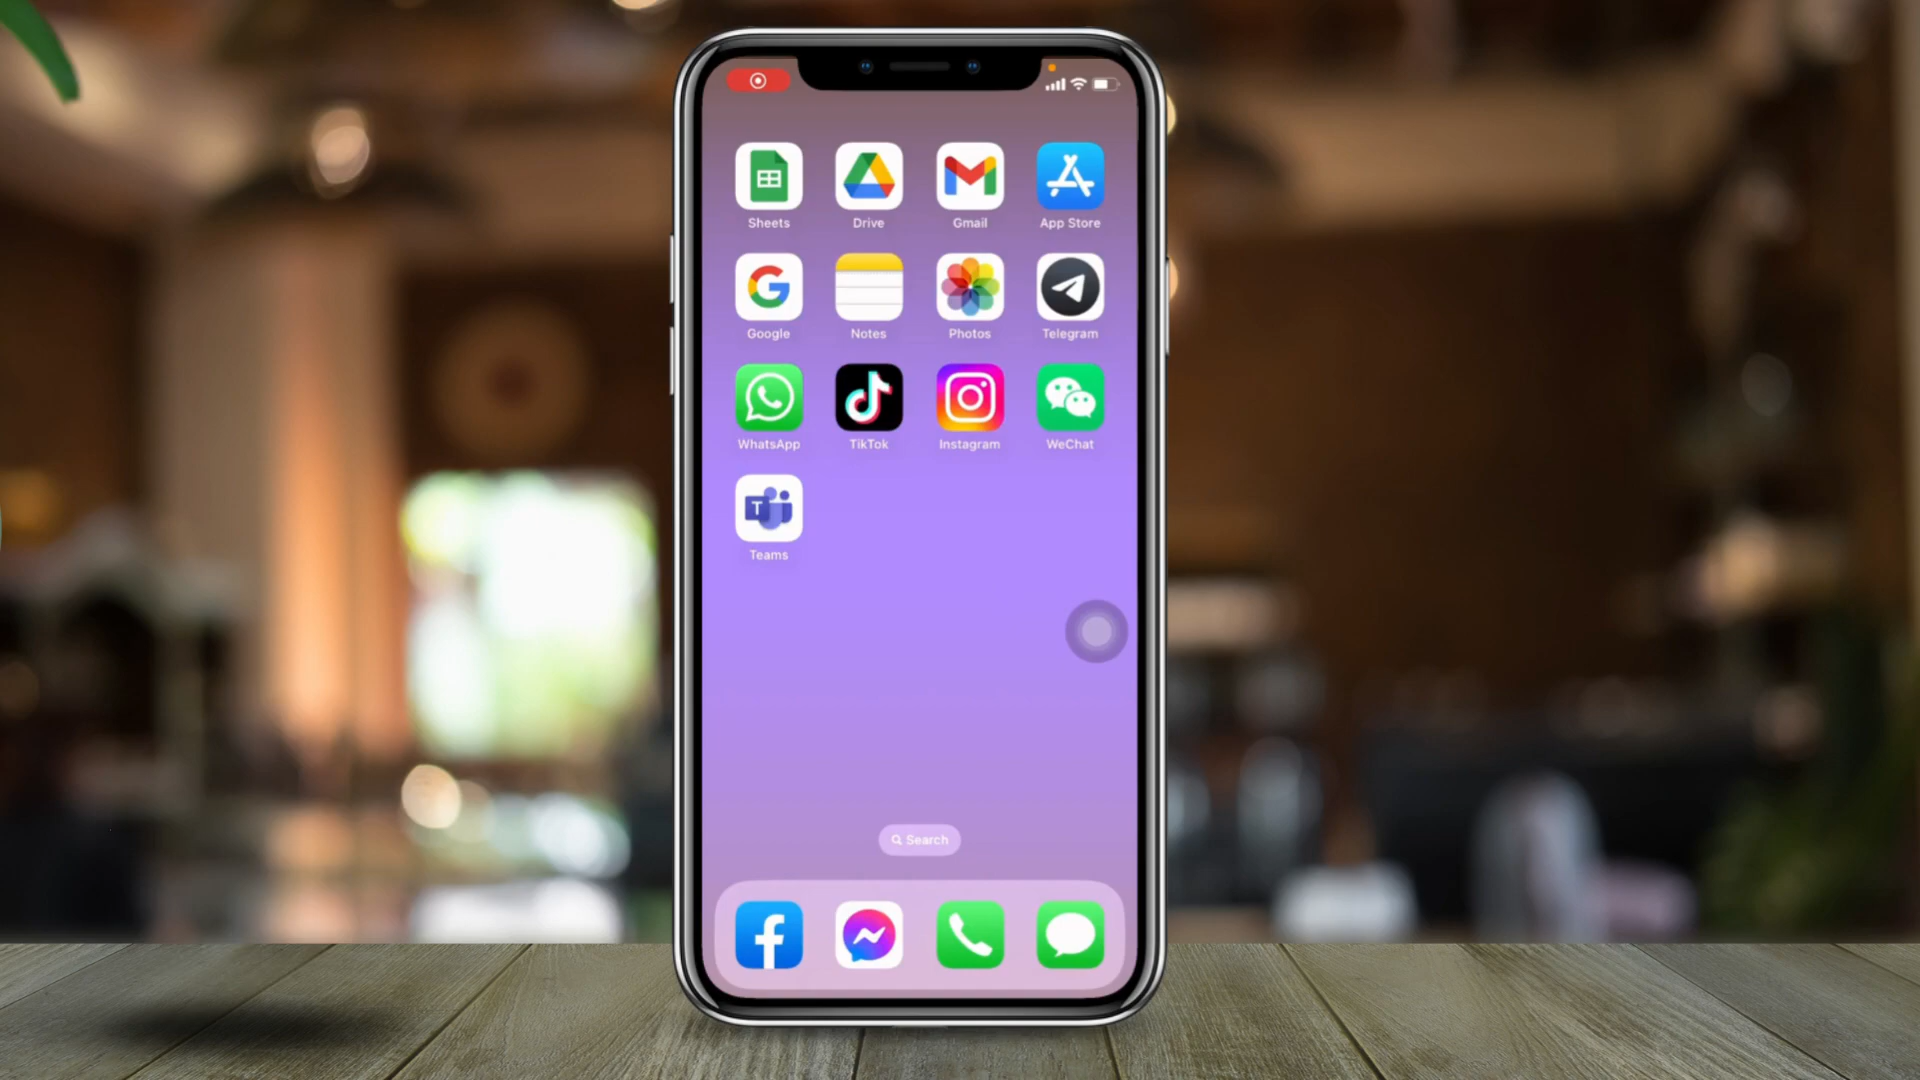 Sheets Drive Gmail App Store
Google Notes Photos Telegram
WhatsApp TikTok Instagram WeChat
T
Teams
Search